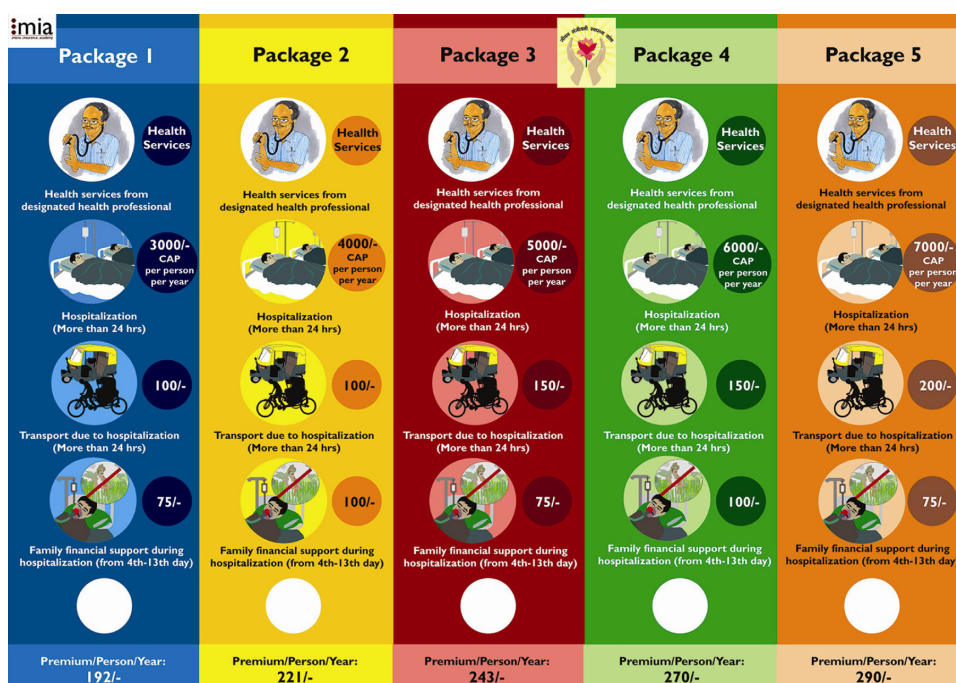 imia
micro insurance academy
Package 1
Health
Services
Health services from
designated health professional
3000/-
CAP
per person
per year
Hospitalization
(More than 24 hrs)
100/-
Transport due to hospitalization
(More than 24 hrs)
75/-
Family financial support during
hospitalization (from 4th-13th day)
Premium/Person/Year:
192/-
Package 2
Health
Services
Health services from
designated health professional
4000/-
CAP
per person
per year
Hospitalization
(More than 24 hrs)
100/-
Transport due to hospitalization
(More than 24 hrs)
100/-
Family financial support during
hospitalization (from 4th-13th day)
Premium/Person/Year:
221/-
Package 3
Health
Services
Health services from
designated health professional
5000/-
CAP
per person
per year
Hospitalization
(More than 24 hrs)
150/-
Transport due to hospitalization
(More than 24 hrs)
75/-
Family financial support during
hospitalization (from 4th-13th day)
Premium/Person/Year:
243/-
Package 4
Health
Services
Health services from
designated health professional
6000/-
CAP
per person
per year
Hospitalization
(More than 24 hrs)
150/-
Transport due to hospitalization
(More than 24 hrs)
100/-
Family financial support during
hospitalization (from 4th-13th day)
Premium/Person/Year:
270/-
Package 5
Health
Services
Health services from
designated health professional
7000/-
CAP
per person
per year
Hospitalization
(More than 24 hrs)
200/-
Transport due to hospitalization
(More than 24 hrs)
75/-
Family financial support during
hospitalization (from 4th-13th day)
Premium/Person/Year:
290/-